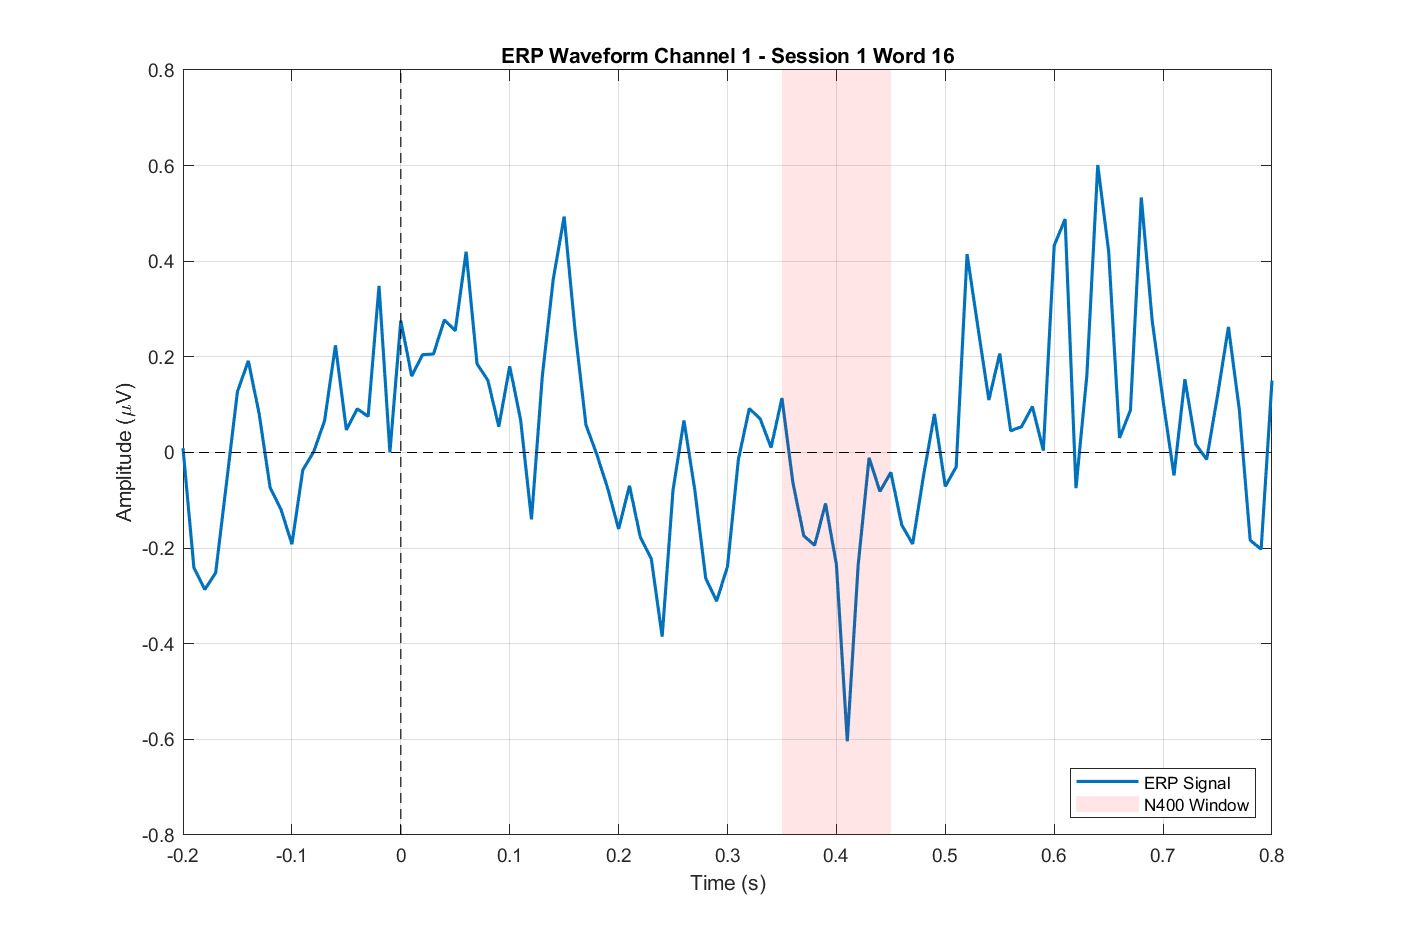 ERP Waveform Channel 1 - Session 1 Word 16
0.8
0.6
0.4
0.2
0
-0.2
-0.4
-0.6
-0.8
Amplitude (μV)
-0.2 -0.1 0 0.1 0.2 0.3 0.4 0.5 0.6 0.7 0.8
Time (s)
ERP Signal
N400 Window